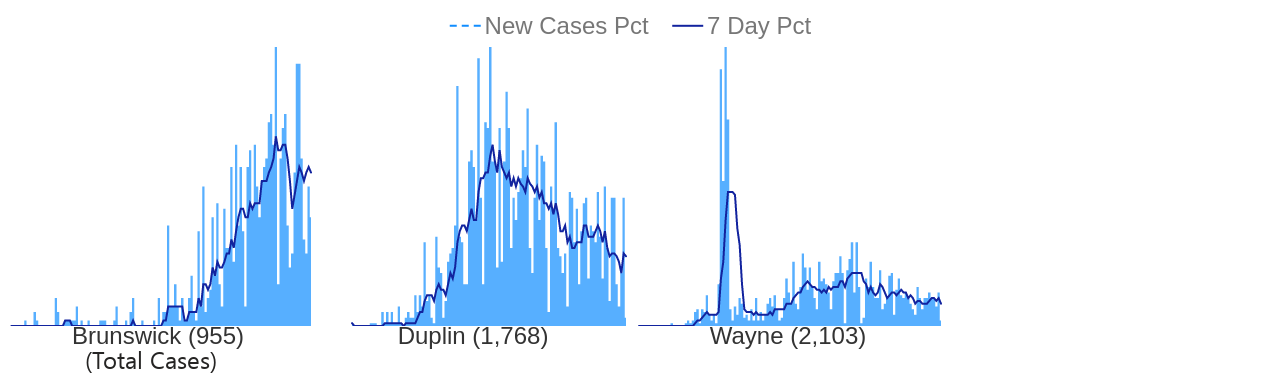 New Cases Pct 7 Day Pct
Brunswick (955) Duplin (1,768) Wayne (2,103)
(Total Cases)